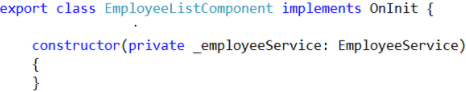 export class EmployeeListComponent implements OnInit {
constructor(private _employeeService: EmployeeService)
{
}